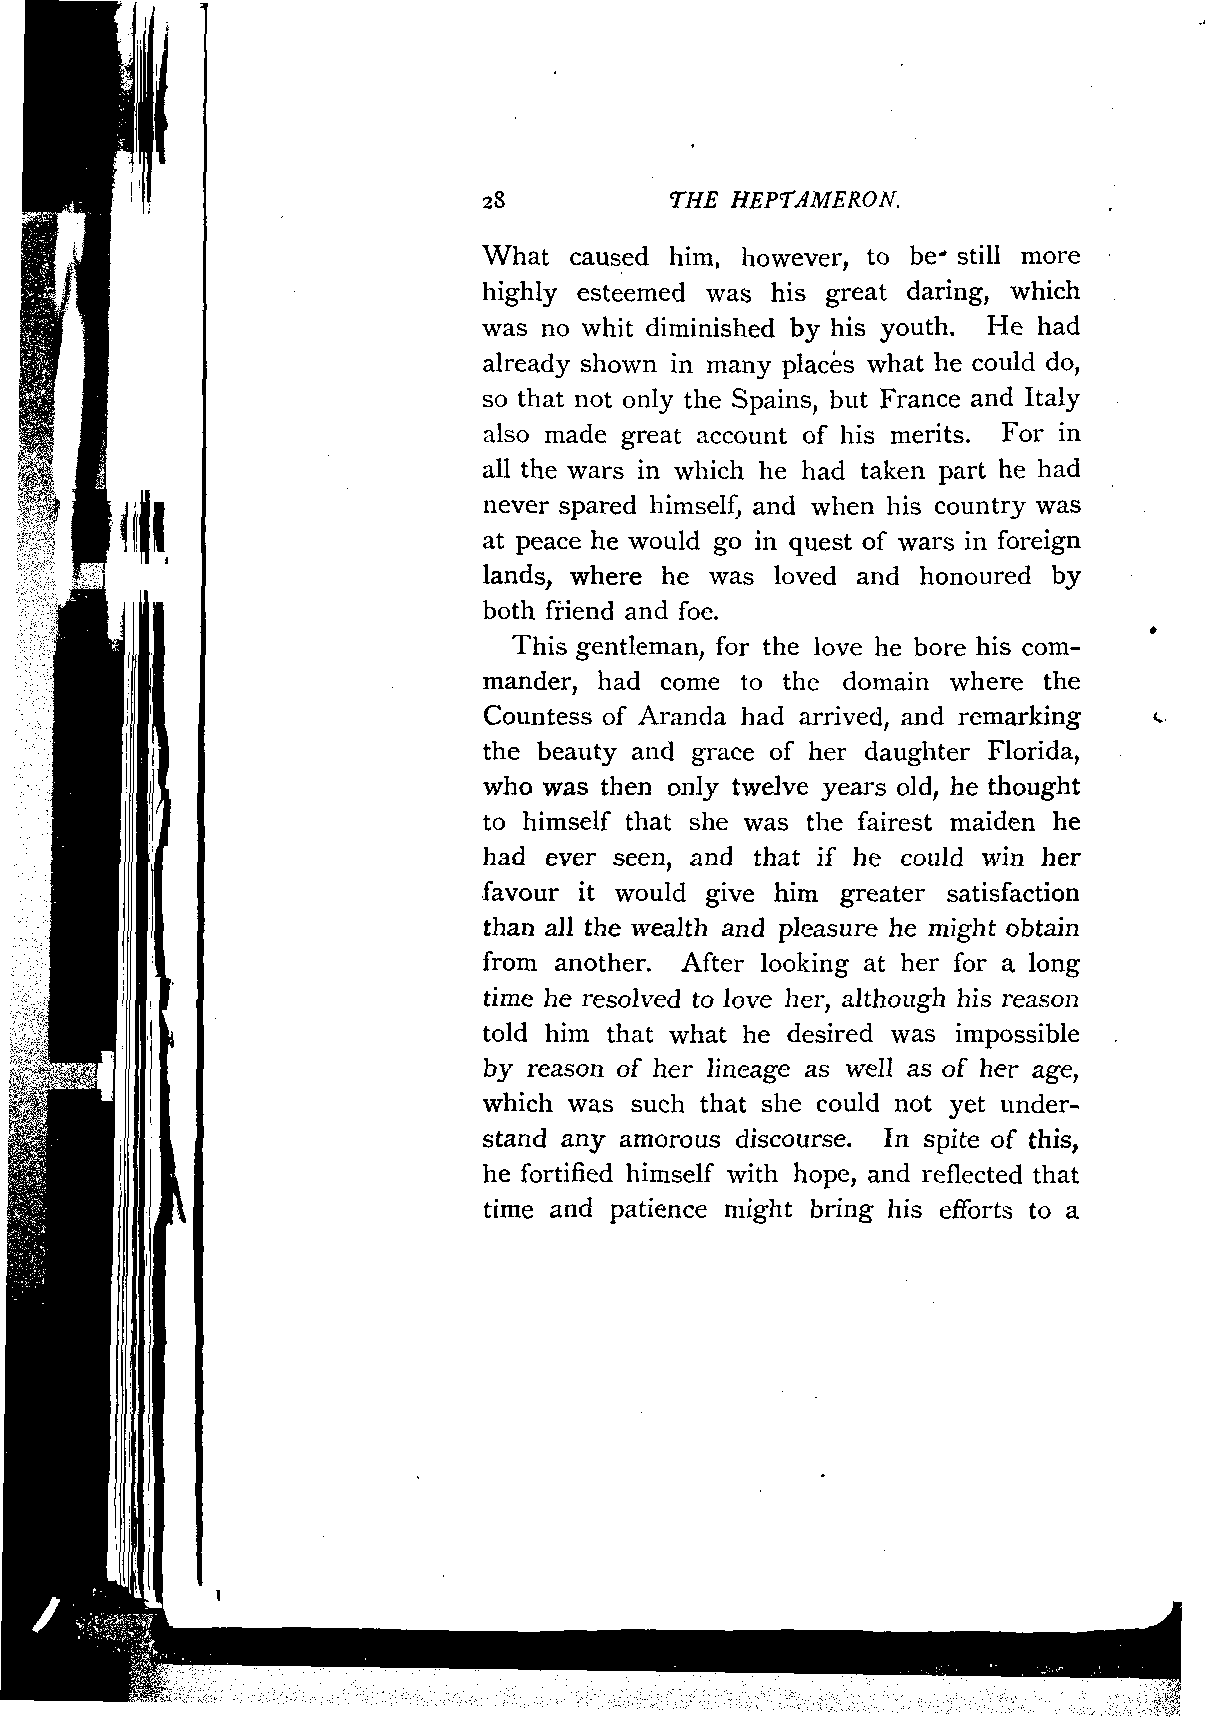 28 THE HEPTAMERON.
What caused him, however, to be still more
highly esteemed was his great daring, which
was no whit diminished by his youth. He had
already shown in many places what he could do,
so that not only the Spains, but France and Italy
also made great account of his merits. For in
all the wars in which he had taken part he had
never spared himself, and when his country was
at peace he would go in quest of wars in foreign
lands, where he was loved and honoured by
both friend and foe.
This gentleman, for the love he bore his com-
mander, had come to the domain where the
Countess of Aranda had arrived, and remarking
the beauty and grace of her daughter Florida,
who was then only twelve years old, he thought
to himself that she was the fairest maiden he
had ever seen, and that if he could win her
favour it would give him greater satisfaction
than all the wealth and pleasure he might obtain
from another. After looking at her for a long
time he resolved to love her, although his reason
told him that what he desired was impossible
by reason of her lineage as well as of her age,
which was such that she could not yet under-
stand any amorous discourse. In spite of this,
he fortified himself with hope, and reflected that
time and patience might bring his efforts to a